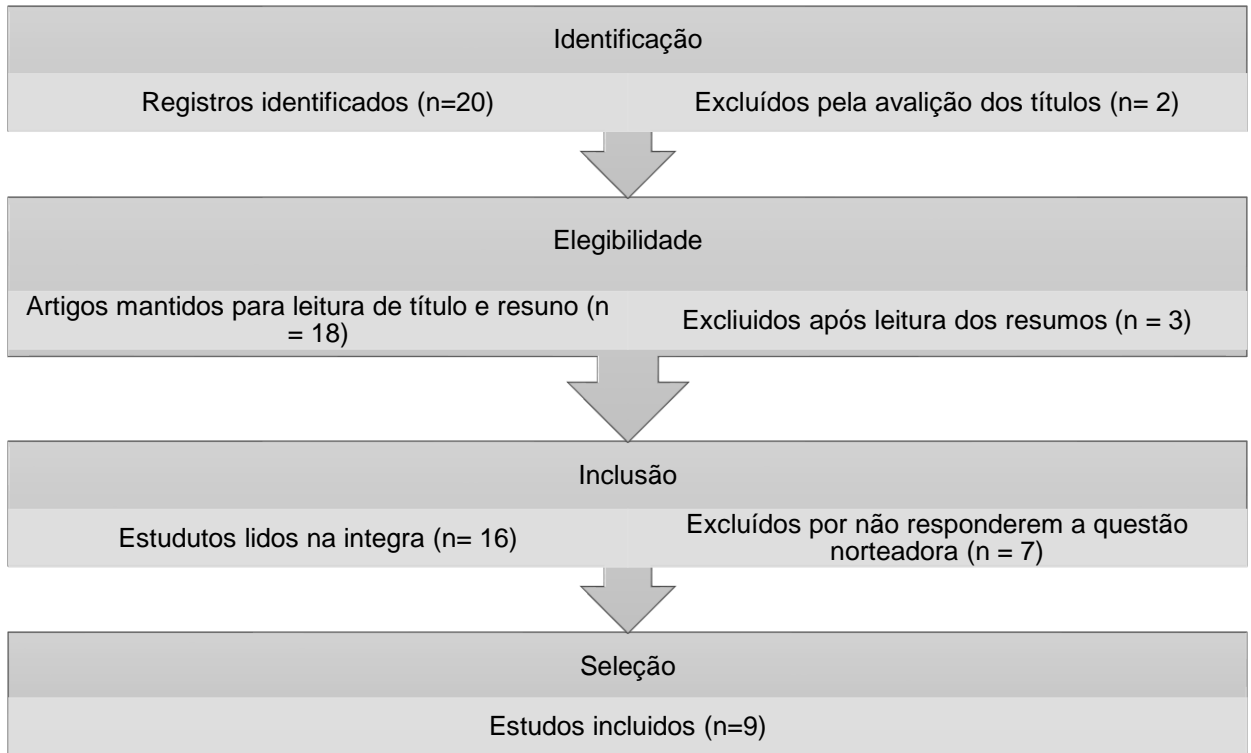 Identificação
Registros identificados (n=20)
Excluídos pela avalição dos títulos (n= 2)
Elegibilidade
Artigos mantidos para leitura de título e resuno (n
= 18)
Excliuidos após leitura dos resumos (n = 3)
Inclusão
Estudutos lidos na integra (n= 16)
Excluídos por não responderem a questão
norteadora (n = 7)
Seleção
Estudos incluidos (n=9)